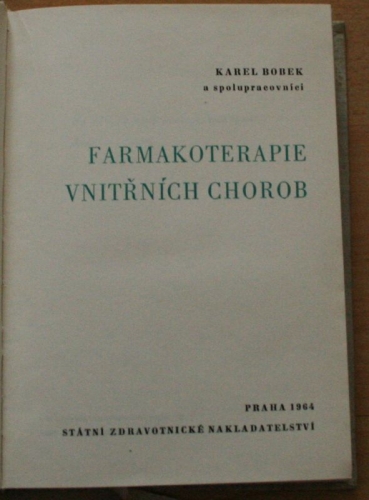 KAREL BOBEK
a spolupracovníci
FARMAKOTERAPIE
VNITŘNÍCH CHOROB
PRAHA 1964
STÁTNÍ ZDRAVOTNICKÉ NAKLADATELSTVÍ